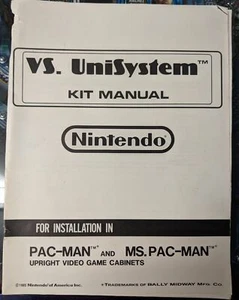 VS. UniSystem™
KIT MANUAL
Nintendo®
FOR INSTALLATION IN
PAC-MAN™* AND MS. PAC-MAN™*
UPRIGHT VIDEO GAME CABINETS
Nintendo of America Inc.
*TRADEMARKS OF BALLY MIDWAY MFG. CO.